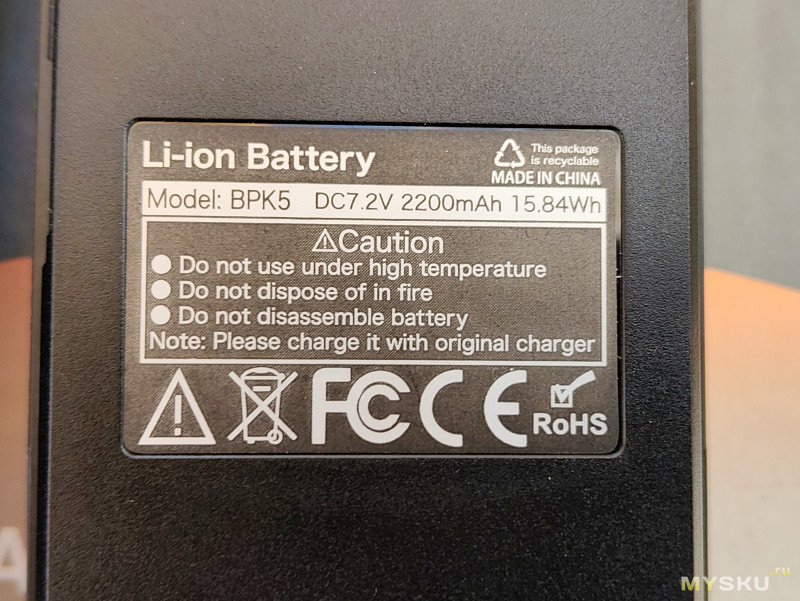 Li-ion Battery
This package
is recyclable
MADE IN CHINA
Model: BPK5 DC7.2V 2200mAh 15.84Wh
Caution
Do not use under high temperature
Do not dispose of in fire
Do not disassemble battery
Note: Please charge it with original charger
FC CE RoHS
A
MYSKU.ru